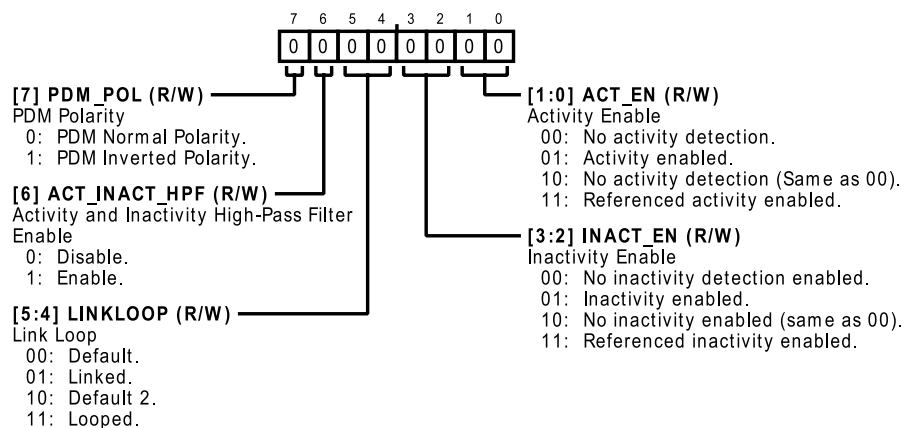 7 6 5 4 3 2 1 0
0 0 0 0 0 0 0 0
[7] PDM_POL (R/W)
PDM Polarity
0: PDM Normal Polarity.
1: PDM Inverted Polarity.
[6] ACT_INACT_HPF (R/W)
Activity and Inactivity High-Pass Filter
Enable
0: Disable.
1: Enable.
[5:4] LINKLOOP (R/W)
Link Loop
00: Default.
01: Linked.
10: Default 2.
11: Looped.
[1:0] ACT_EN (R/W)
Activity Enable
00: No activity detection.
01: Activity enabled.
10: No activity detection (Same as 00).
11: Referenced activity enabled.
[3:2] INACT_EN (R/W)
Inactivity Enable
00: No inactivity detection enabled.
01: Inactivity enabled.
10: No inactivity enabled (same as 00).
11: Referenced inactivity enabled.